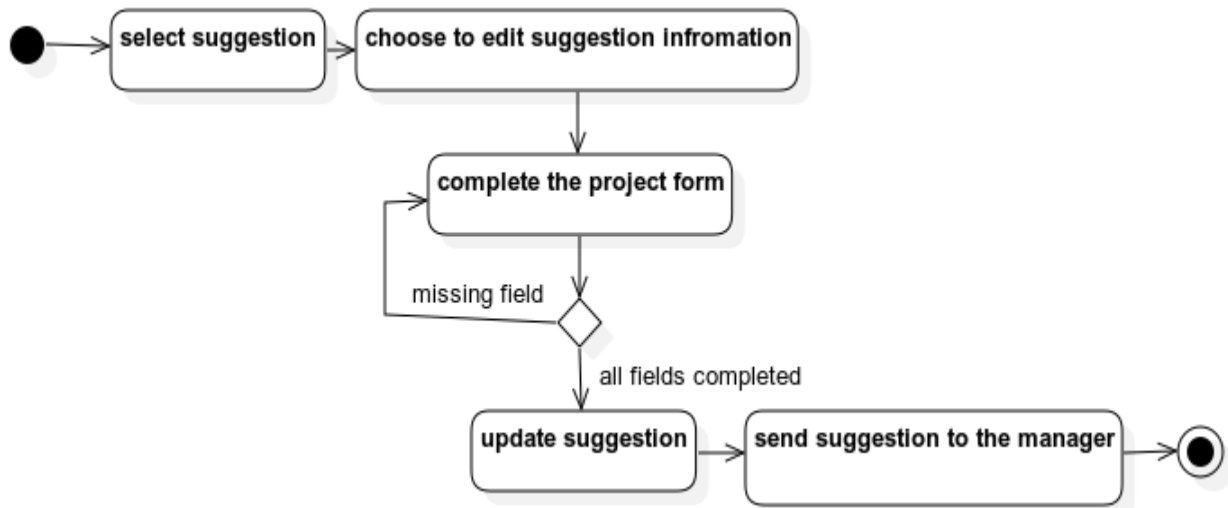 select suggestion
choose to edit suggestion infromation
complete the project form
missing field
all fields completed
update suggestion
send suggestion to the manager